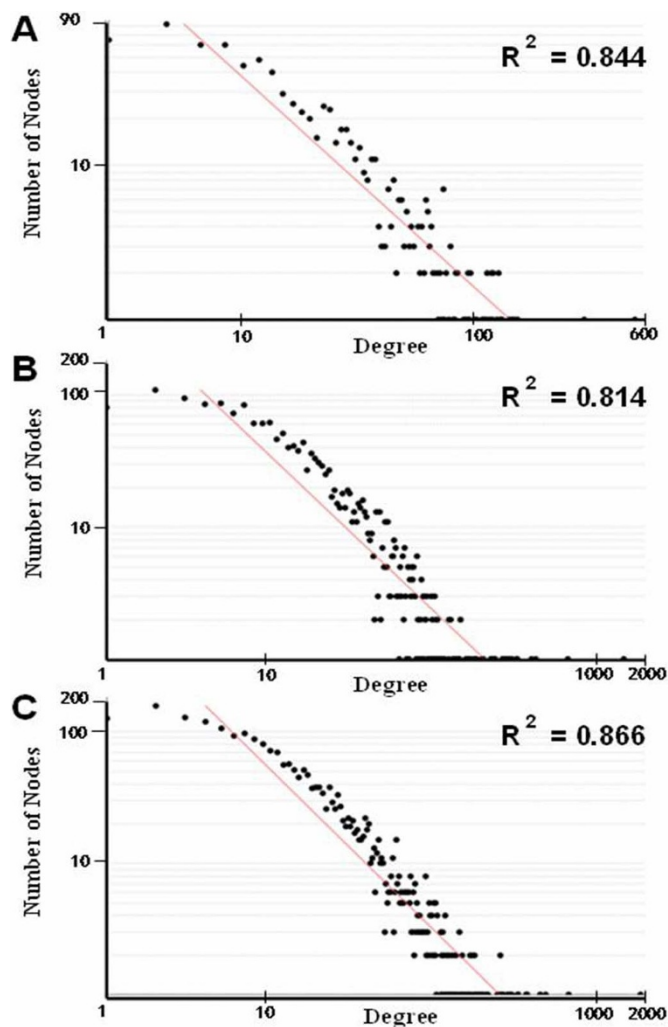 A
90
R² = 0.844
Number of Nodes
10
1
10
100
600
Degree
B
200
100
R² = 0.814
Number of Nodes
10
1
10
1000
2000
Degree
C
200
100
R² = 0.866
Number of Nodes
10
1
10
1000
2000
Degree